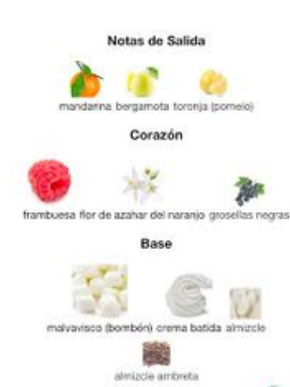 Notas de Salida
mandarina bergamota toronja (pomelo)
Corazón
frambuesa flor de azahar del naranjo grosellas negras
Base
malvavisco (bombón) crema batida almizcle
almizcle ambreta